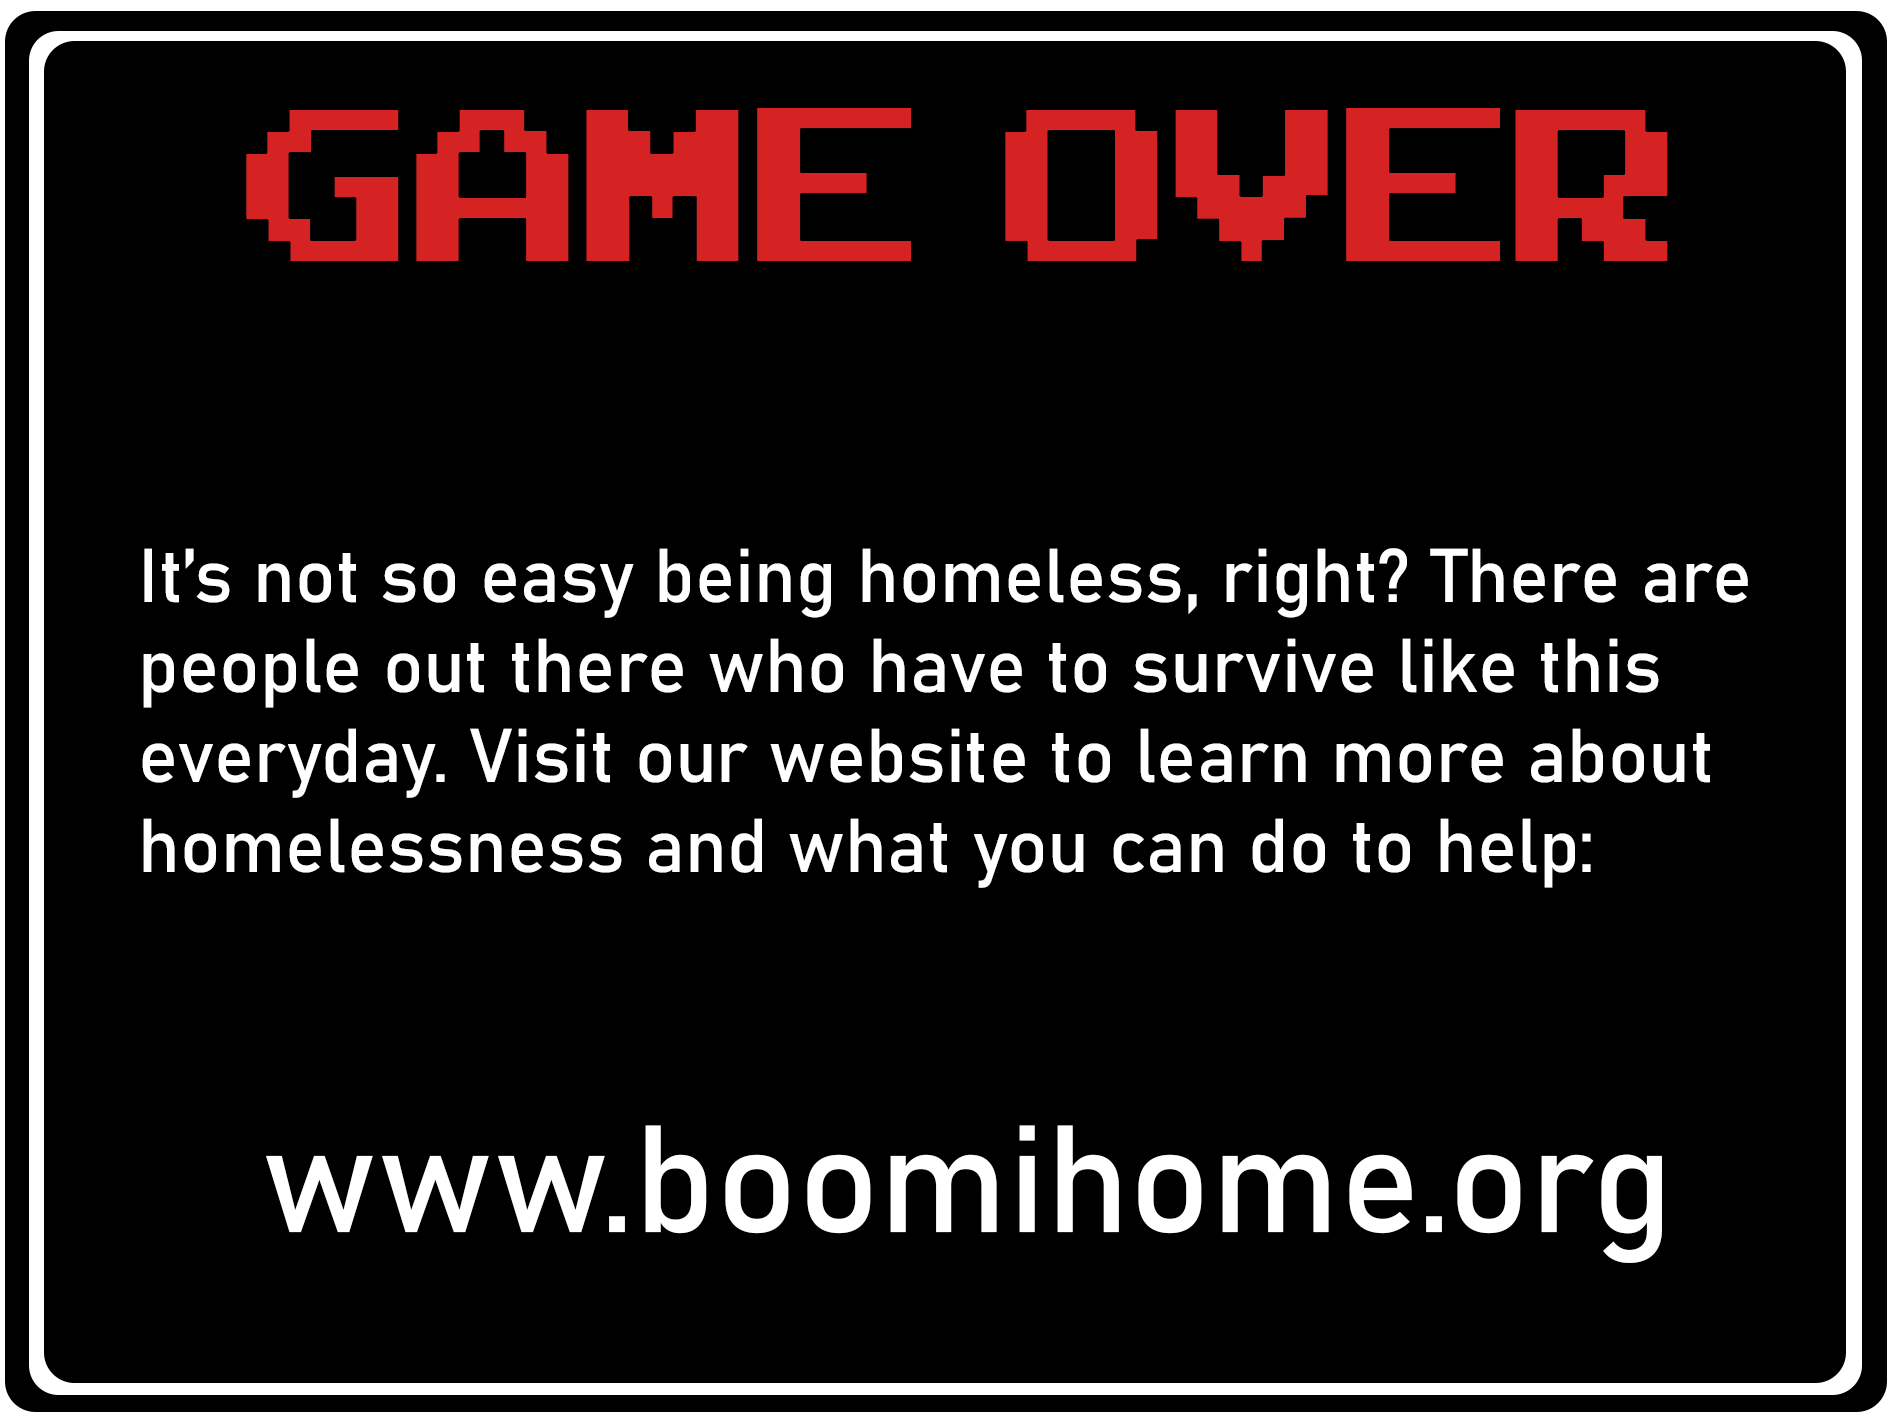 GAME OVER
It’s not so easy being homeless, right? There are
people out there who have to survive like this
everyday. Visit our website to learn more about
homelessness and what you can do to help:
www.boomihome.org